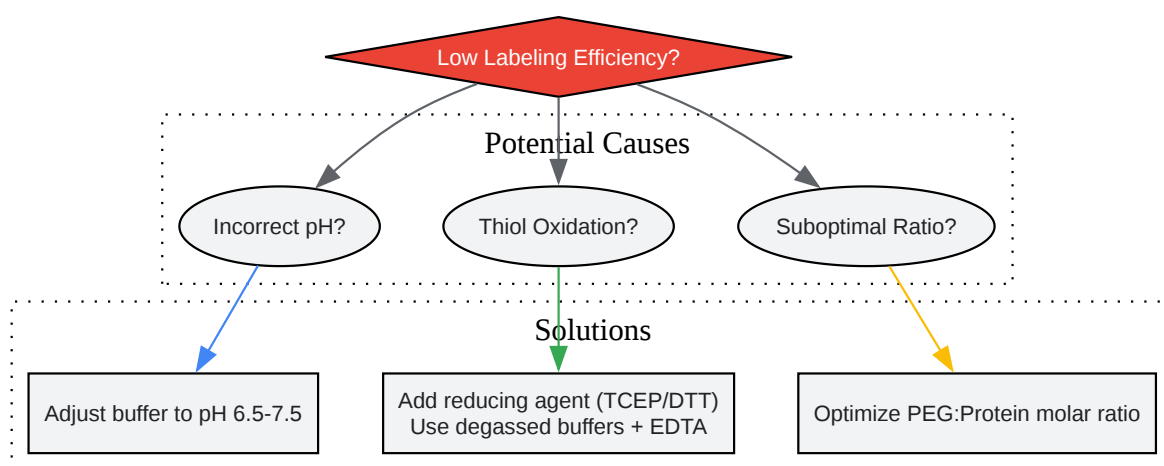 Low Labeling Efficiency?
Potential Causes
Incorrect pH?
Thiol Oxidation?
Suboptimal Ratio?
Solutions
Adjust buffer to pH 6.5-7.5
Add reducing agent (TCEP/DTT)
Use degassed buffers + EDTA
Optimize PEG:Protein molar ratio